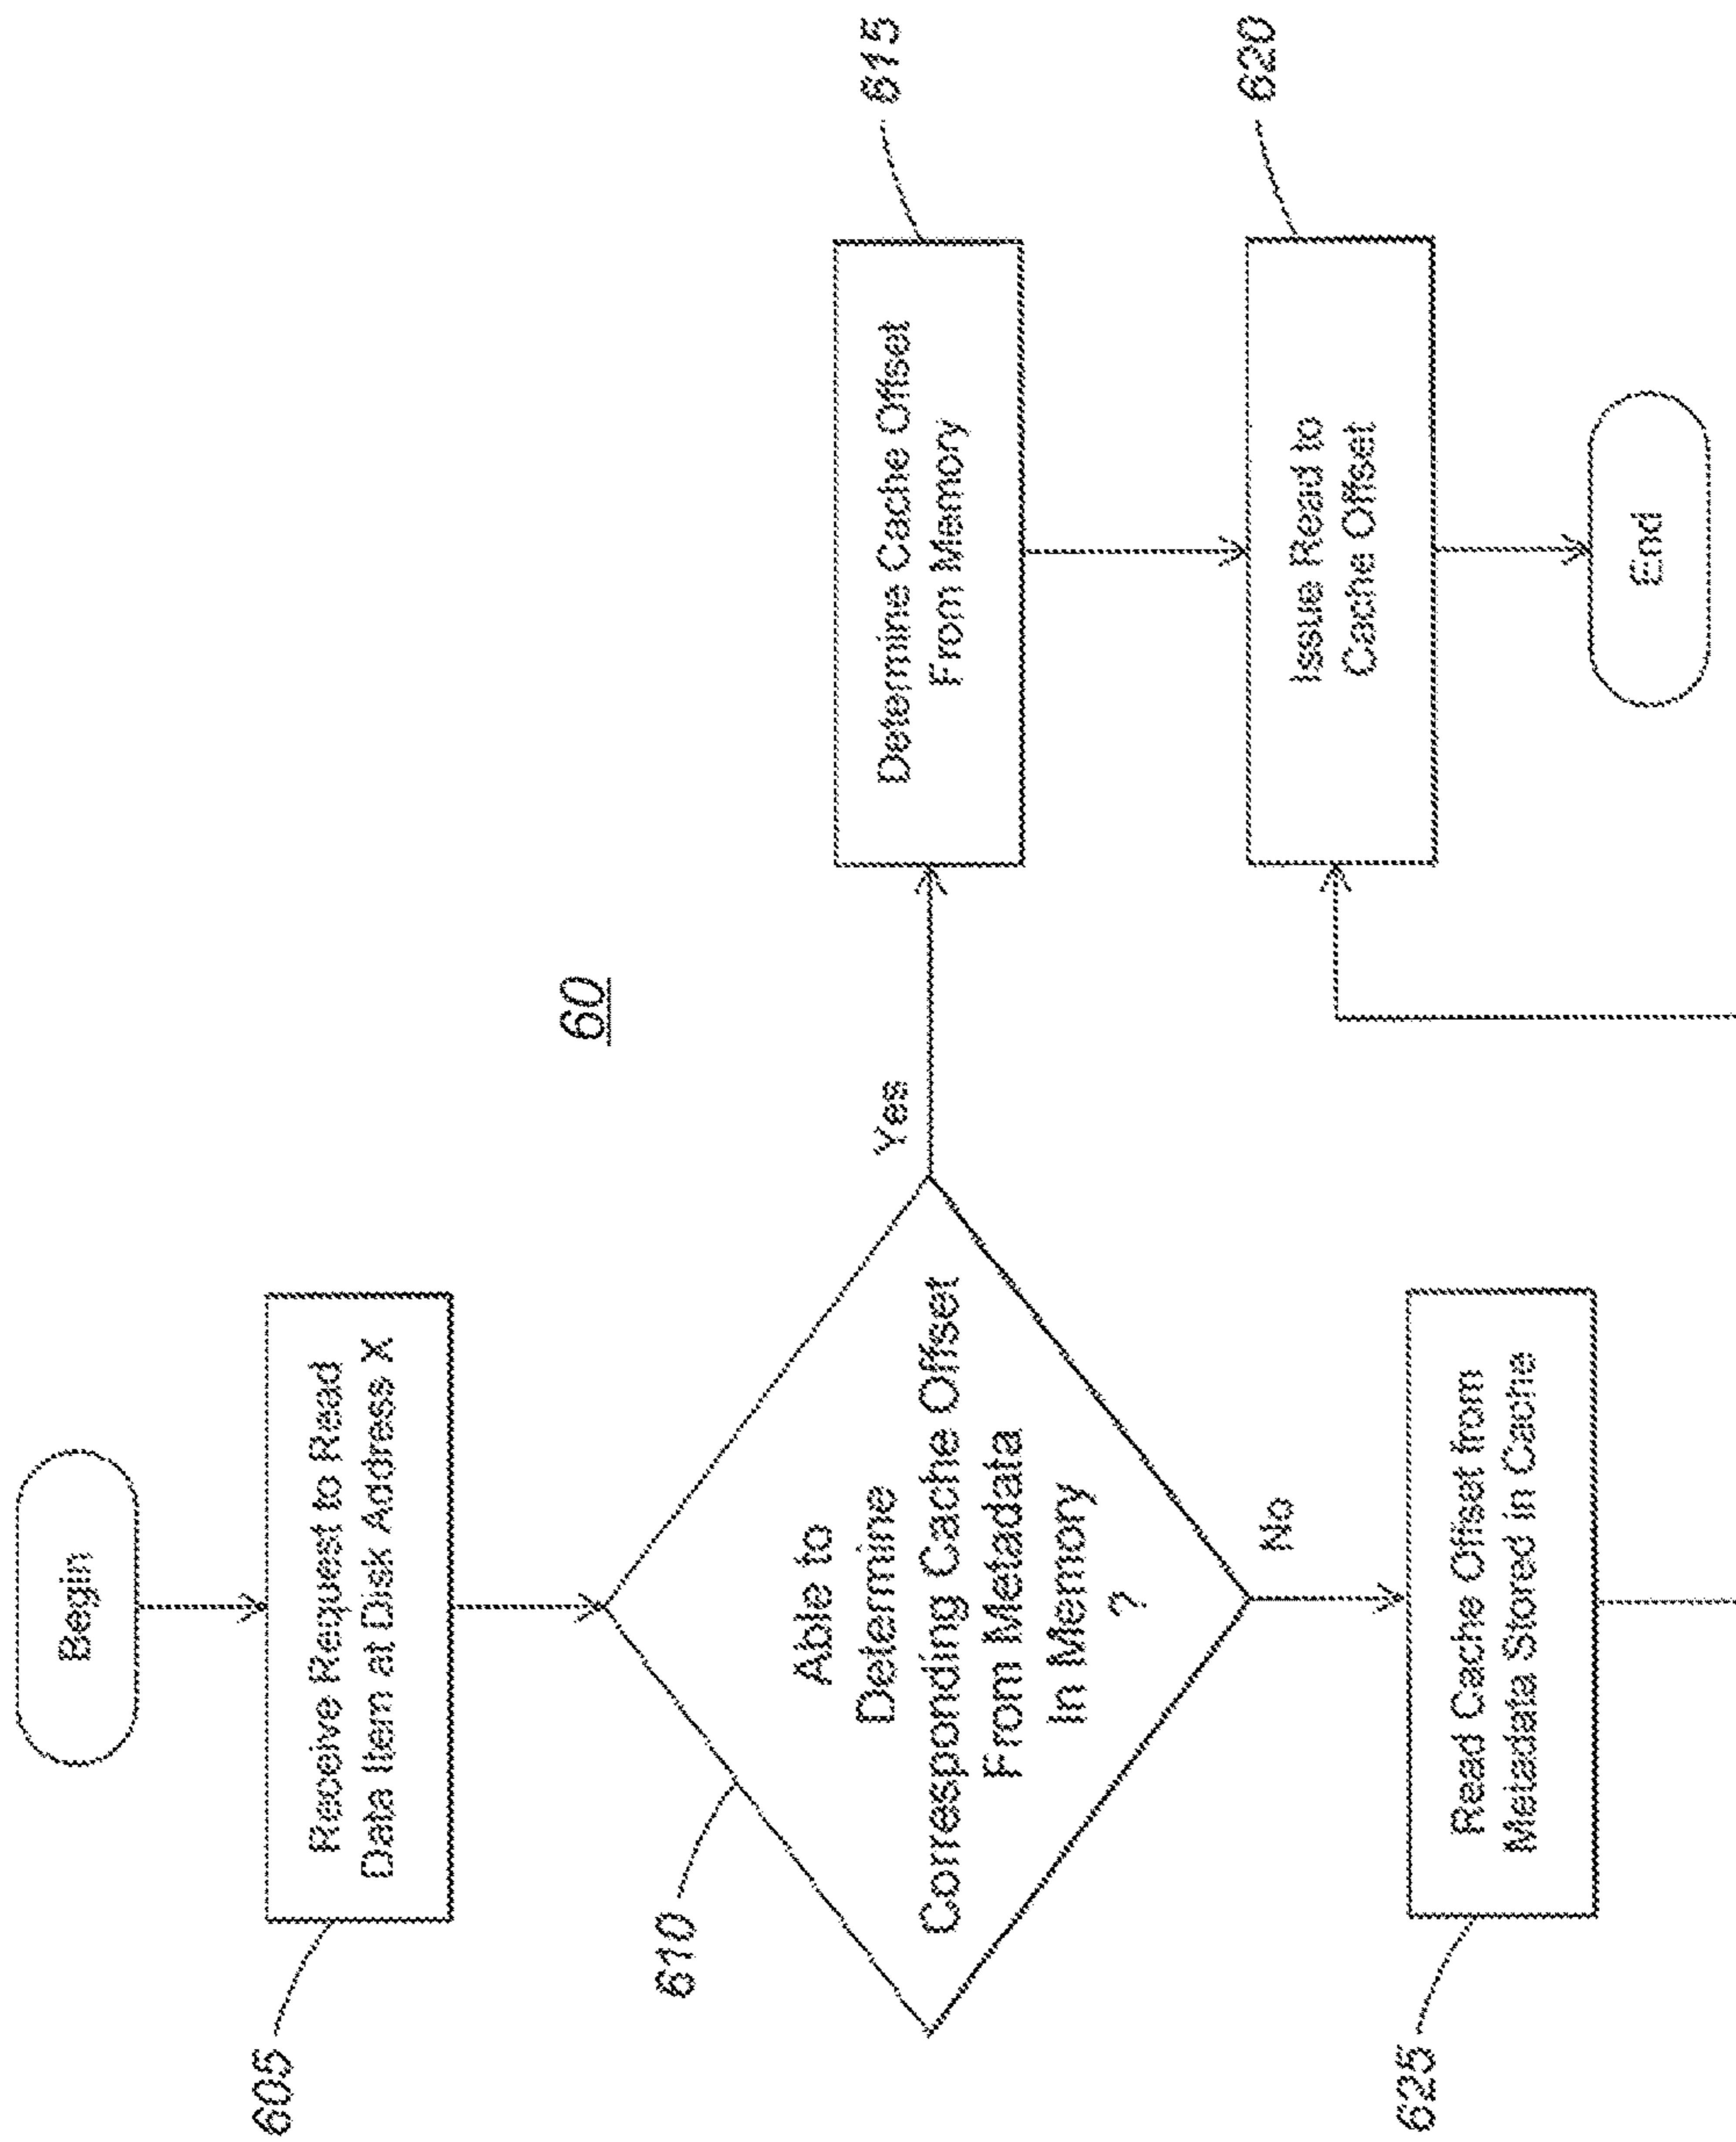 60
Begin
605
Receive Request to Read
Data Item at Disk Address X
610
Able to
Determine
Corresponding Cache Offset
From Metadata
In Memory
?
Yes
No
615
Determine Cache Offset
From Memory
620
Issue Read to
Cache Offset
End
625
Read Cache Offset from
Metadata Stored in Cache